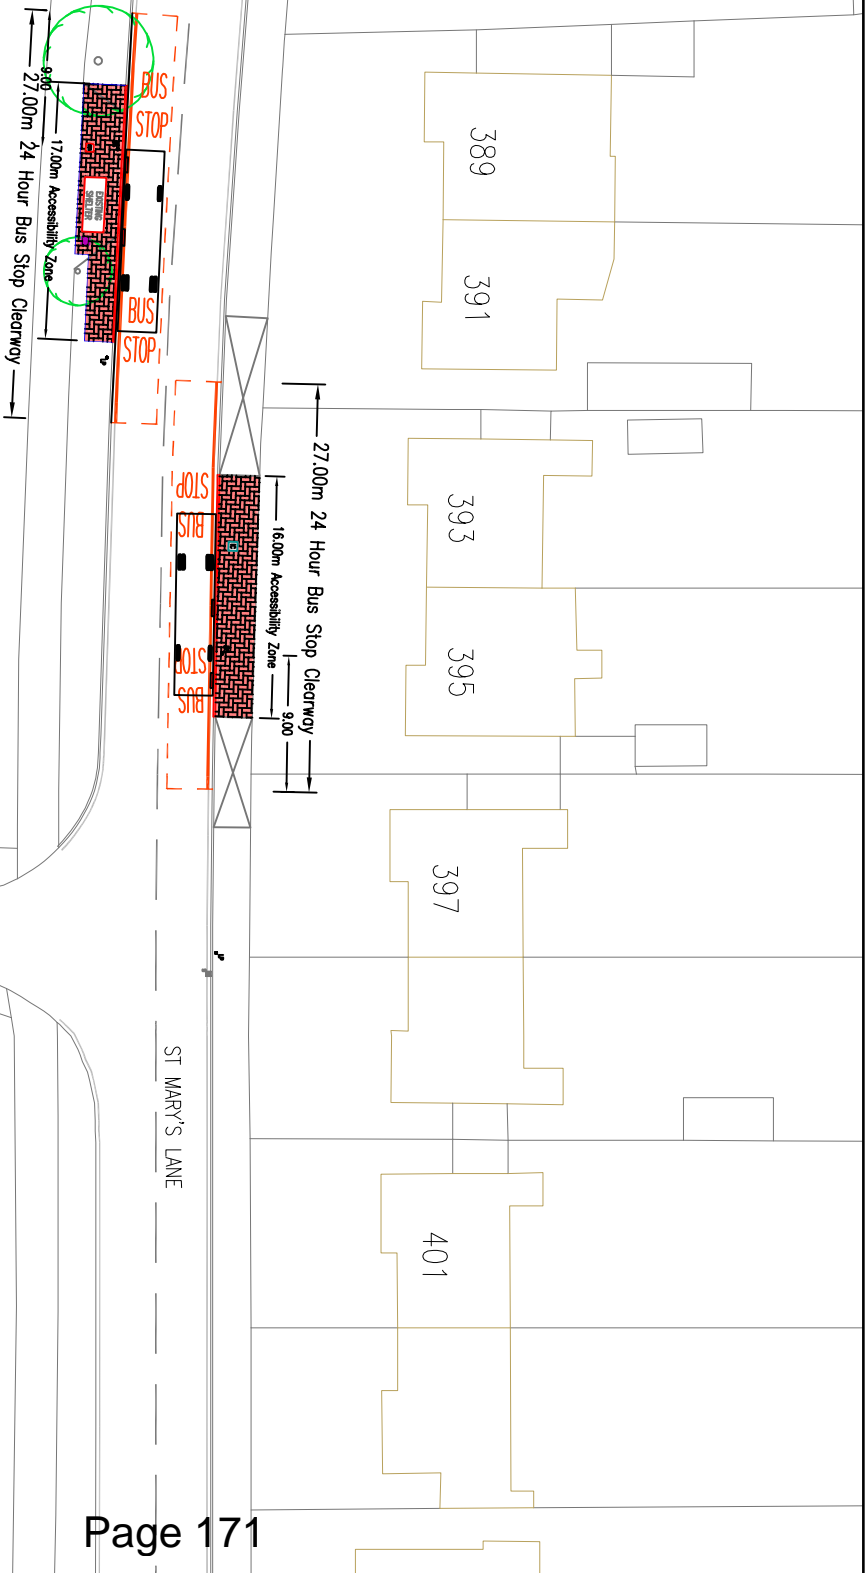 9.00
27.00m 24 Hour Bus Stop Clearway
17.00m Accessibility Zone
EXISTING
SHELTER
BUS
STOP
BUS
STOP
389
391
27.00m 24 Hour Bus Stop Clearway
16.00m Accessibility Zone
9.00
STOP
BUS
STOP
BUS
393
395
397
401
ST MARY'S LANE
Page 171